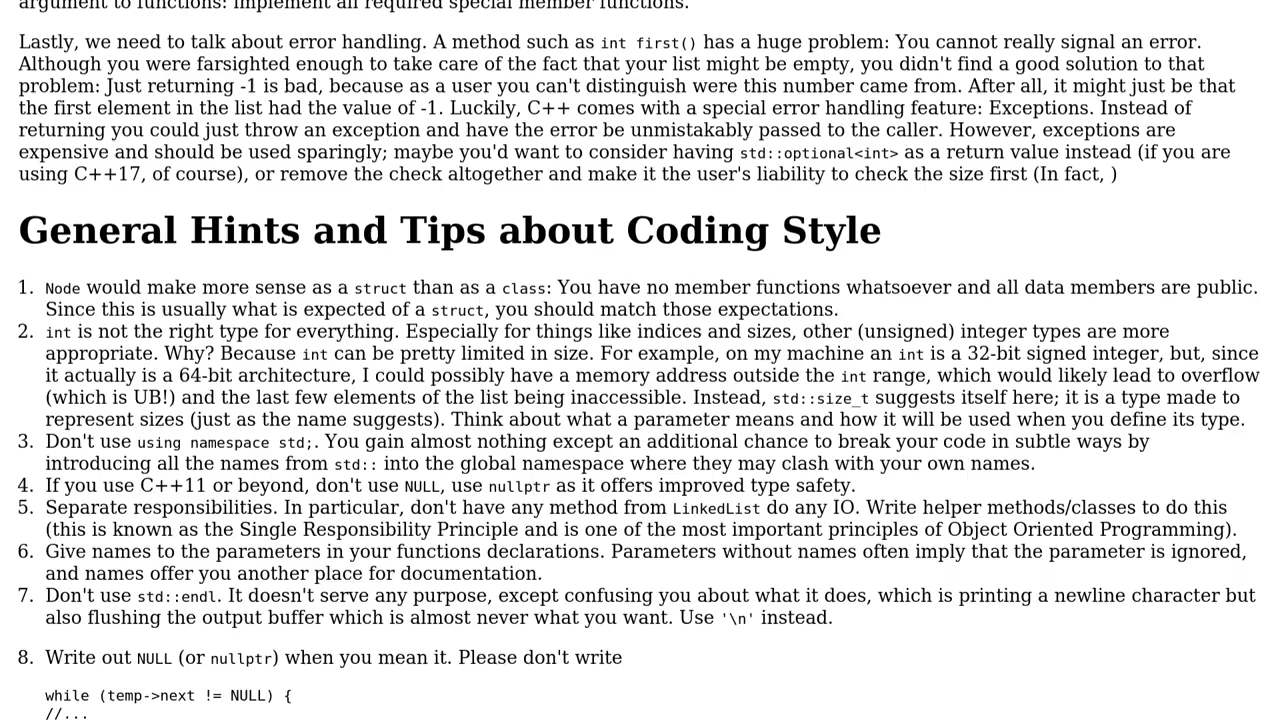 argument to functions: implement all required special member functions.
Lastly, we need to talk about error handling. A method such as int first() has a huge problem: You cannot really signal an error.
Although you were farsighted enough to take care of the fact that your list might be empty, you didn't find a good solution to that
problem: Just returning -1 is bad, because as a user you can't distinguish were this number came from. After all, it might just be that
the first element in the list had the value of -1. Luckily, C++ comes with a special error handling feature: Exceptions. Instead of
returning you could just throw an exception and have the error be unmistakably passed to the caller. However, exceptions are
expensive and should be used sparingly; maybe you'd want to consider having std::optional<int> as a return value instead (if you are
using C++17, of course), or remove the check altogether and make it the user's liability to check the size first (In fact, )
General Hints and Tips about Coding Style
1. Node would make more sense as a struct than as a class: You have no member functions whatsoever and all data members are public.
Since this is usually what is expected of a struct, you should match those expectations.
2. int is not the right type for everything. Especially for things like indices and sizes, other (unsigned) integer types are more
appropriate. Why? Because int can be pretty limited in size. For example, on my machine an int is a 32-bit signed integer, but, since
it actually is a 64-bit architecture, I could possibly have a memory address outside the int range, which would likely lead to overflow
(which is UB!) and the last few elements of the list being inaccessible. Instead, std::size_t suggests itself here; it is a type made to
represent sizes (just as the name suggests). Think about what a parameter means and how it will be used when you define its type.
3. Don't use using namespace std;. You gain almost nothing except an additional chance to break your code in subtle ways by
introducing all the names from std:: into the global namespace where they may clash with your own names.
4. If you use C++11 or beyond, don't use NULL, use nullptr as it offers improved type safety.
5. Separate responsibilities. In particular, don't have any method from LinkedList do any IO. Write helper methods/classes to do this
(this is known as the Single Responsibility Principle and is one of the most important principles of Object Oriented Programming).
6. Give names to the parameters in your functions declarations. Parameters without names often imply that the parameter is ignored,
and names offer you another place for documentation.
7. Don't use std::endl. It doesn't serve any purpose, except confusing you about what it does, which is printing a newline character but
also flushing the output buffer which is almost never what you want. Use '\n' instead.
8. Write out NULL (or nullptr) when you mean it. Please don't write
while (temp->next != NULL) {
//...